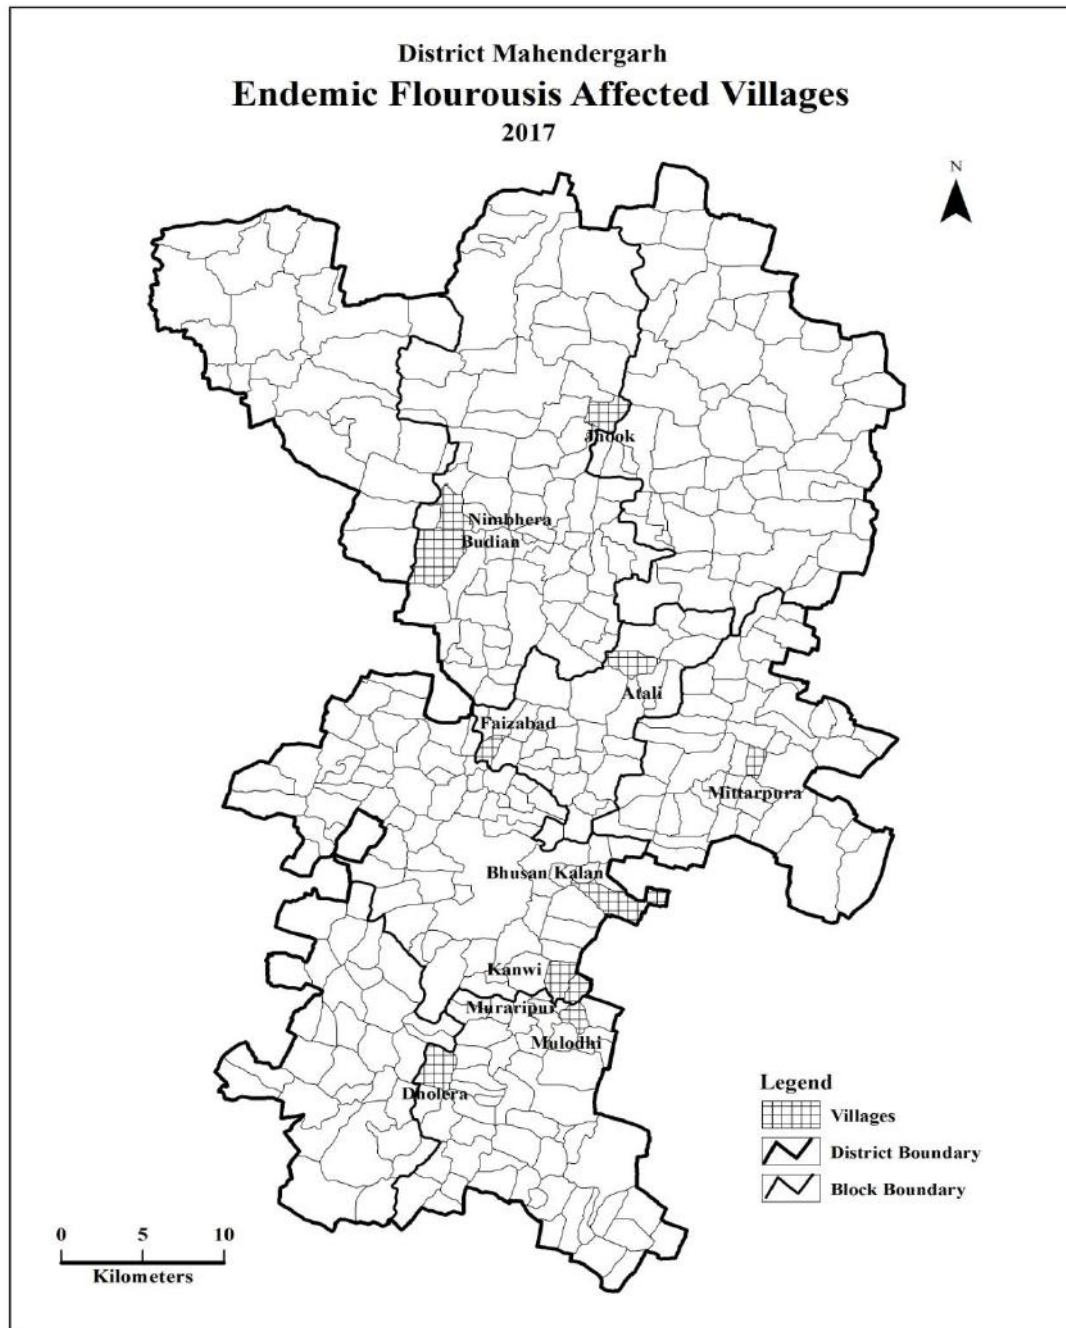 District Mahendergarh
Endemic Flourousis Affected Villages
2017
N
Jhook
Nimbhera
Budian
Atali
Faizabad
Mittarpura
Bhusan Kalan
Kanwi
Muraripur
Mulodhi
Dholera
Legend
Villages
District Boundary
Block Boundary
0 5 10
Kilometers